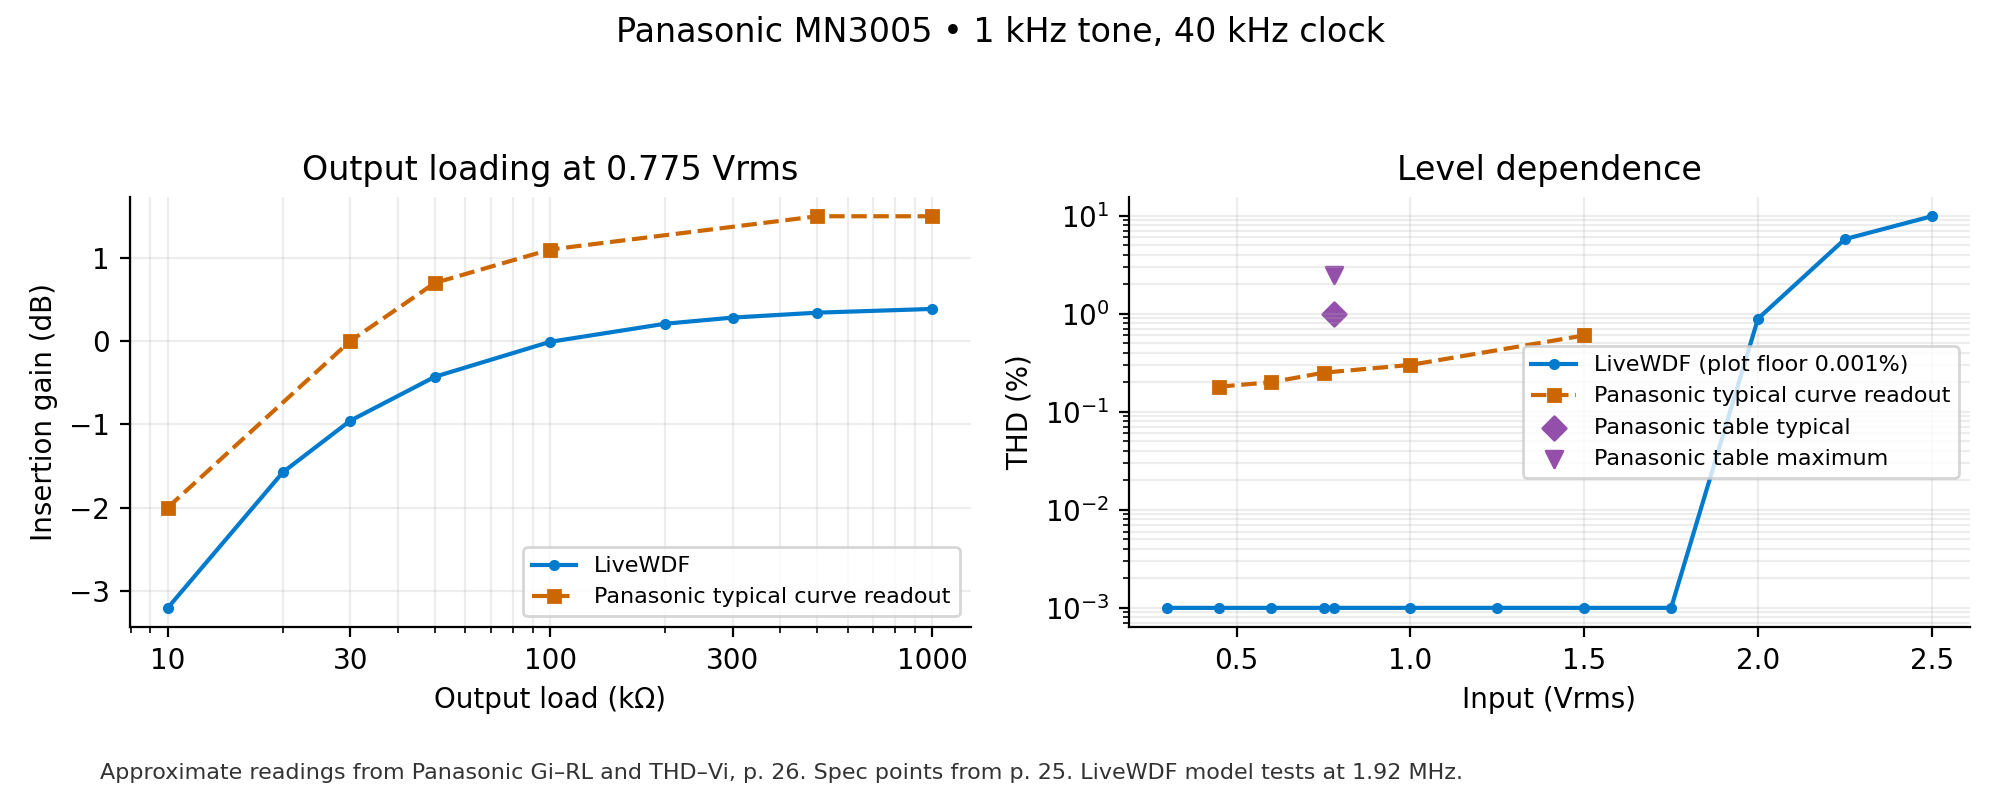 Panasonic MN3005 • 1 kHz tone, 40 kHz clock
Output loading at 0.775 Vrms
Insertion gain (dB)
1
0
−1
−2
−3
10
30
100
300
1000
Output load (kΩ)
LiveWDF
Panasonic typical curve readout
Level dependence
THD (%)
10¹
10⁰
10⁻¹
10⁻²
10⁻³
0.5
1.0
1.5
2.0
2.5
Input (Vrms)
LiveWDF (plot floor 0.001%)
Panasonic typical curve readout
Panasonic table typical
Panasonic table maximum
Approximate readings from Panasonic Gi–RL and THD–Vi, p. 26. Spec points from p. 25. LiveWDF model tests at 1.92 MHz.